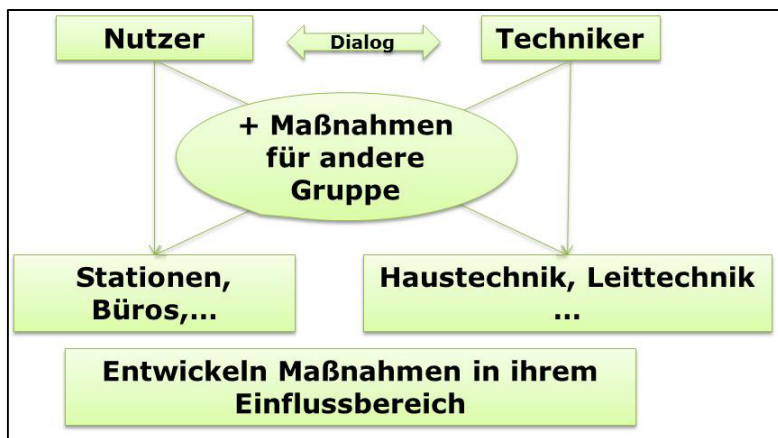 Nutzer
Dialog
Techniker
+ Maßnahmen
für andere
Gruppe
Stationen,
Büros,...
Haustechnik, Leittechnik
...
Entwickeln Maßnahmen in ihrem
Einflussbereich